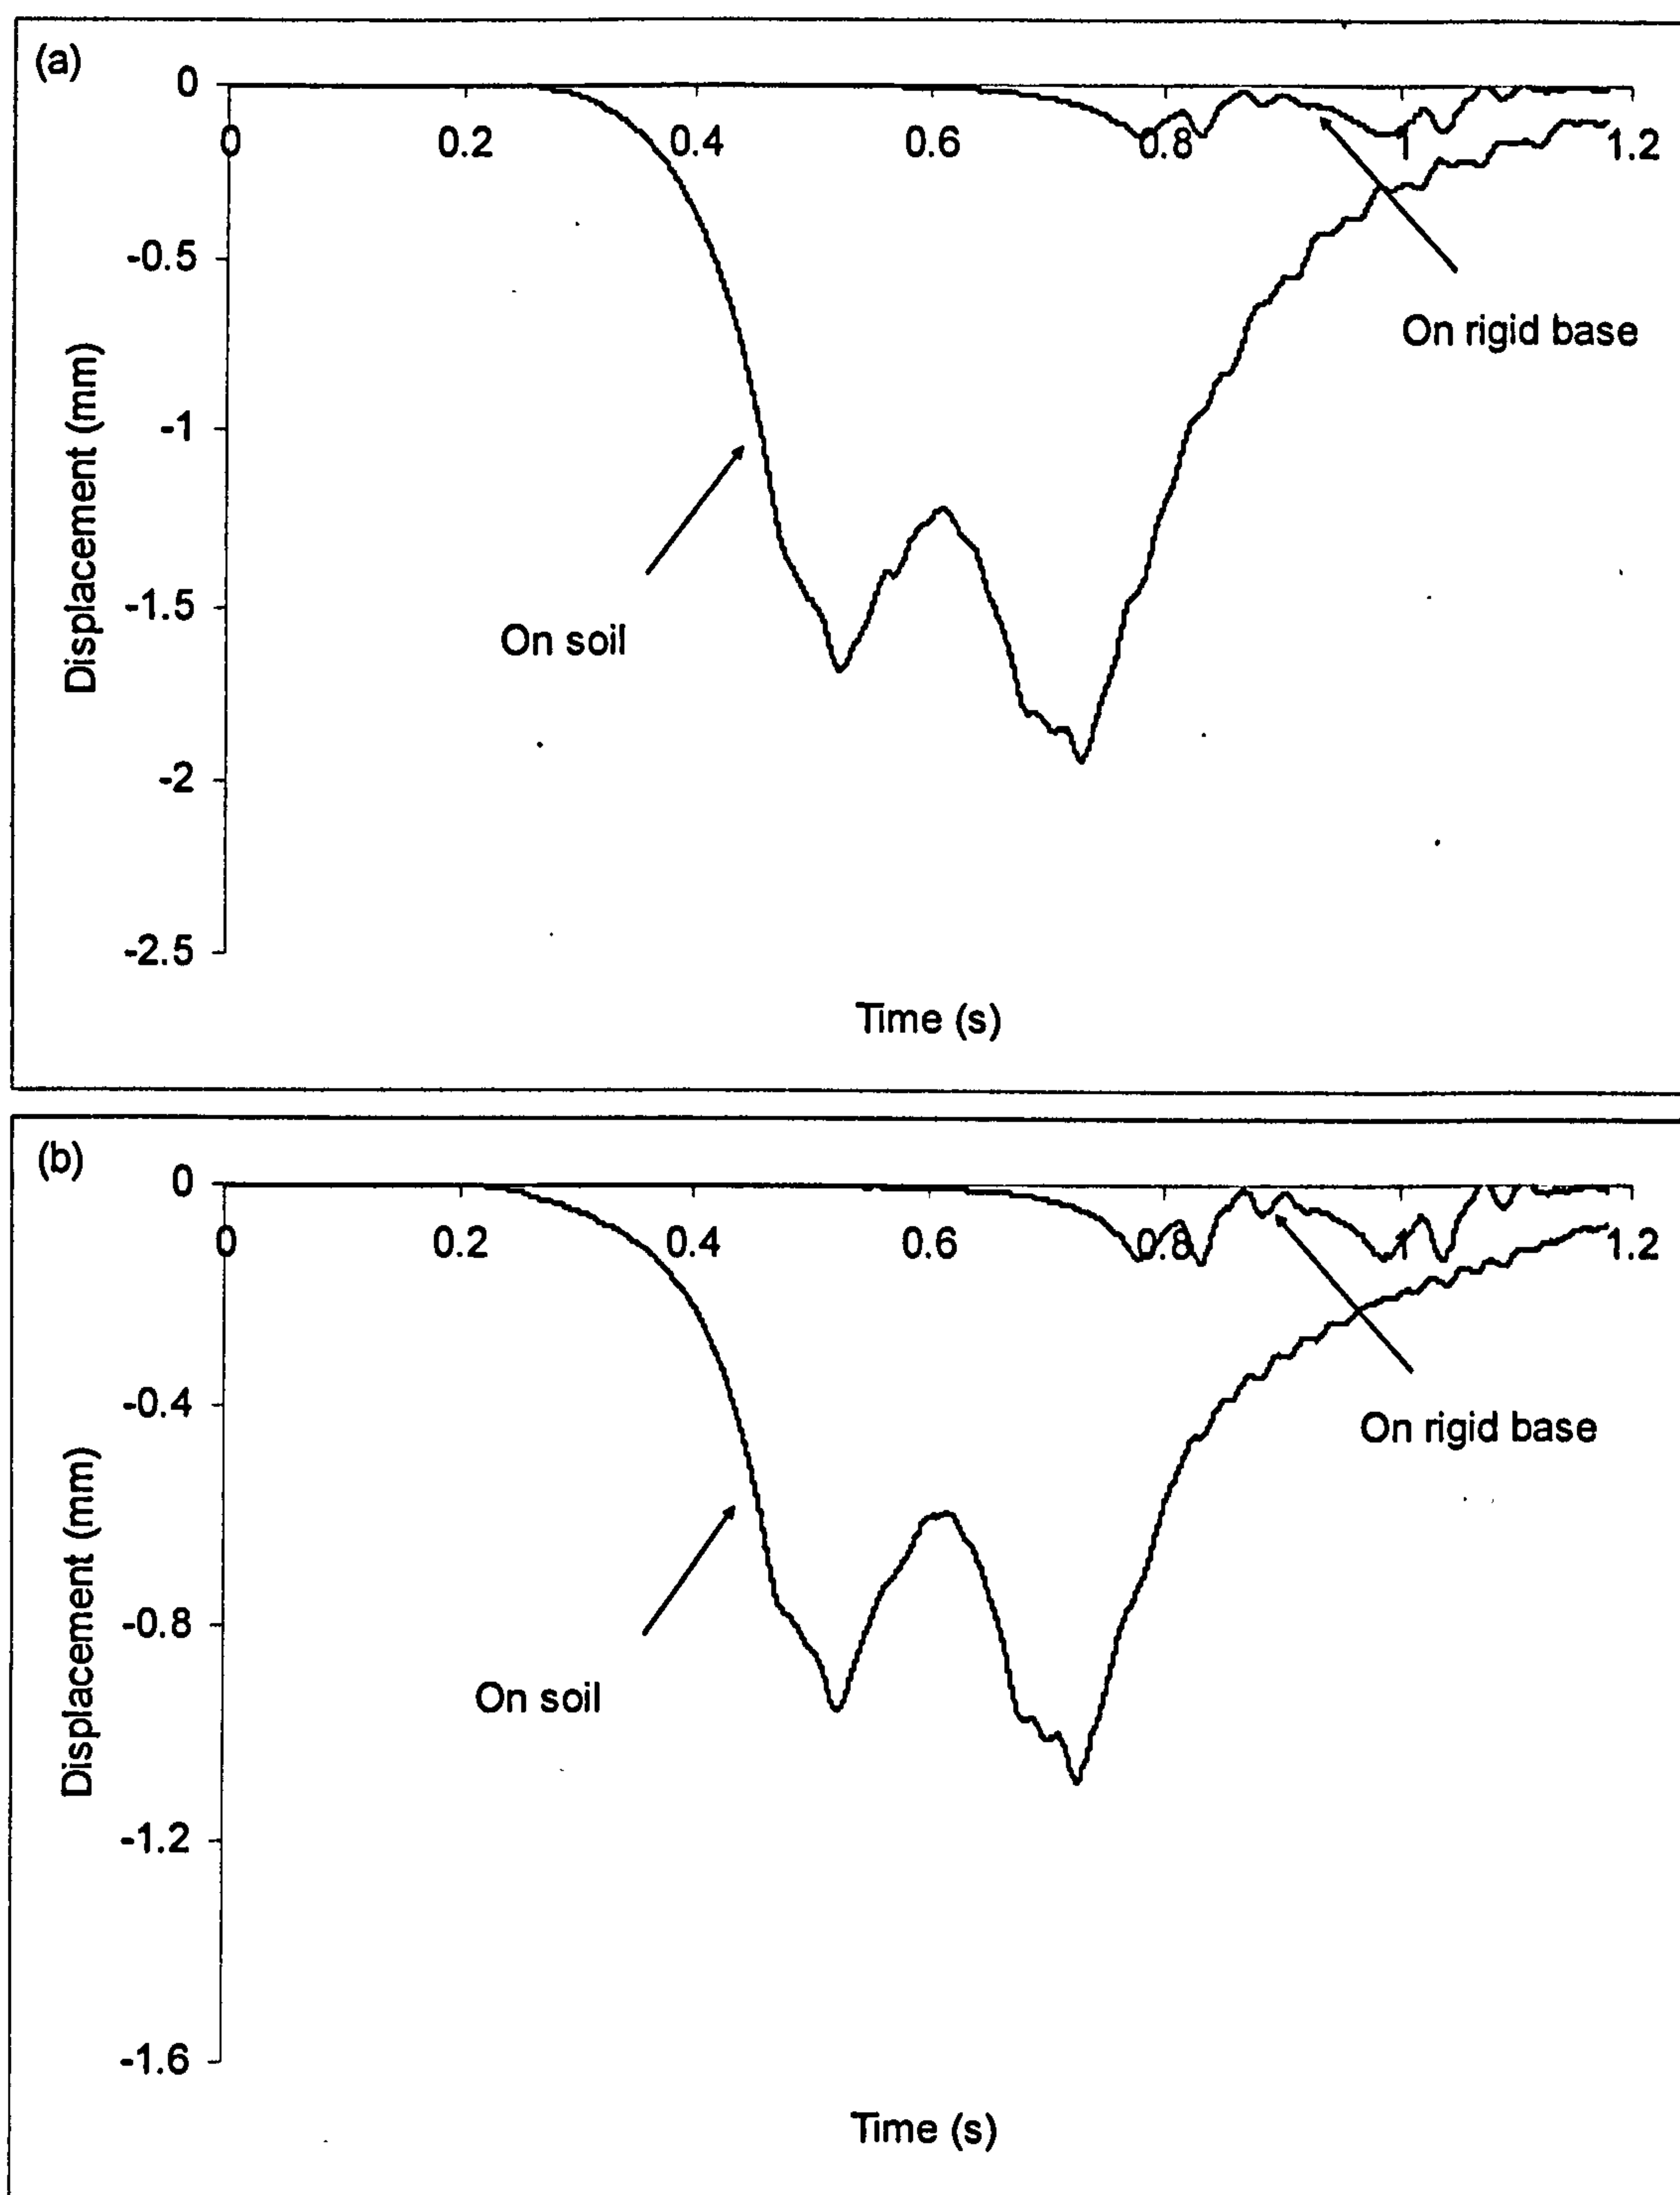 (a)
0
0 0.2 0.4 0.6 0.8 1 1.2
-0.5
On rigid base
-1
Displacement (mm)
-1.5
On soil
-2
-2.5
Time (s)
(b)
0
0 0.2 0.4 0.6 0.8 1 1.2
-0.4
On rigid base
Displacement (mm)
-0.8
On soil
-1.2
-1.6
Time (s)